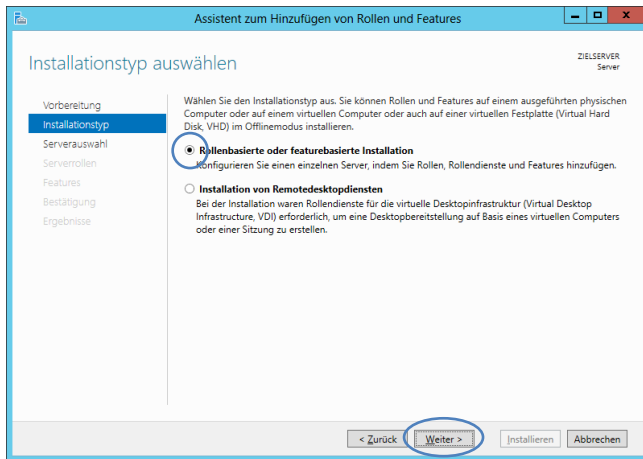 Assistent zum Hinzufügen von Rollen und Features
Installationstyp auswählen
ZIELSERVER
Server
Vorbereitung
Installationstyp
Serverauswahl
Serverrollen
Features
Bestätigung
Ergebnisse
Wählen Sie den Installationstyp aus. Sie können Rollen und Features auf einem ausgeführten physischen
Computer oder auf einem virtuellen Computer oder auch auf einer virtuellen Festplatte (Virtual Hard
Disk, VHD) im Offlinemodus installieren.
Rollenbasierte oder featurebasierte Installation
Konfigurieren Sie einen einzelnen Server, indem Sie Rollen, Rollendienste und Features hinzufügen.
Installation von Remotedesktopdiensten
Bei der Installation waren Rollendienste für die virtuelle Desktopinfrastruktur (Virtual Desktop
Infrastructure, VDI) erforderlich, um eine Desktopbereitstellung auf Basis eines virtuellen Computers
oder einer Sitzung zu erstellen.
< Zurück
Weiter >
Installieren
Abbrechen